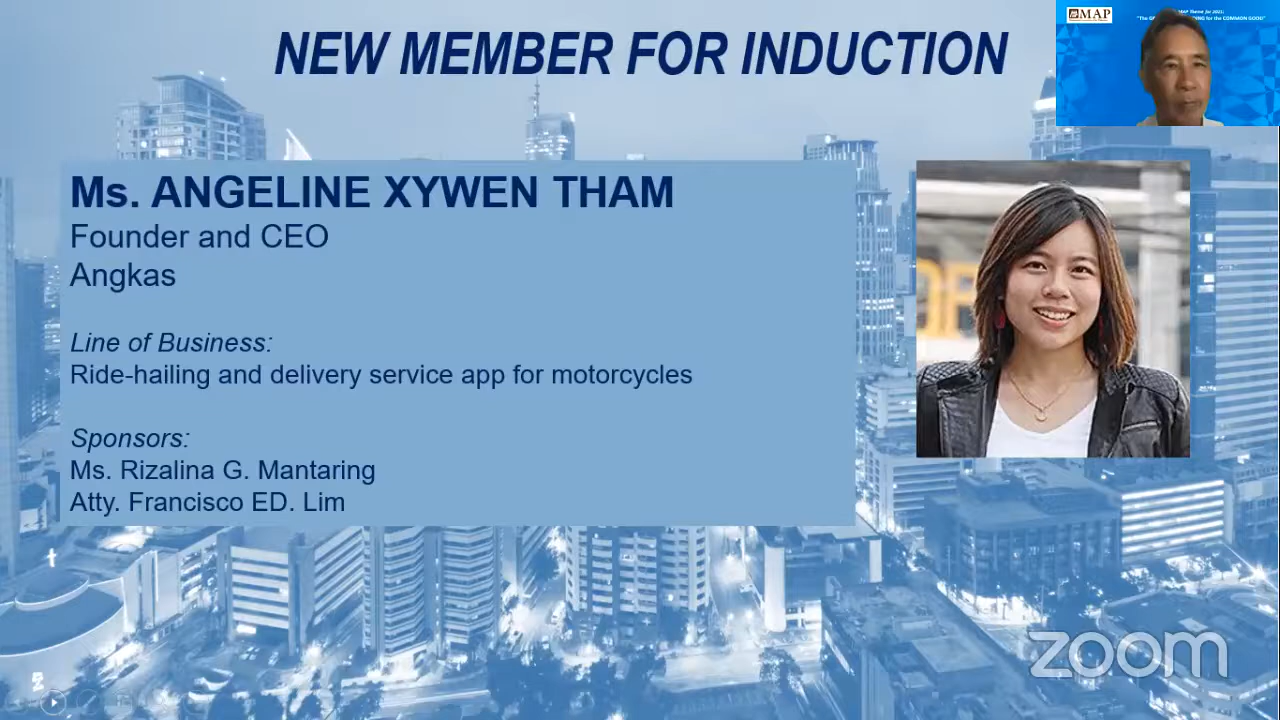 NEW MEMBER FOR INDUCTION
MAP
Ms. ANGELINE XYWEN THAM
Founder and CEO
Angkas
Line of Business:
Ride-hailing and delivery service app for motorcycles
Sponsors:
Ms. Rizalina G. Mantaring
Atty. Francisco ED. Lim
zoom